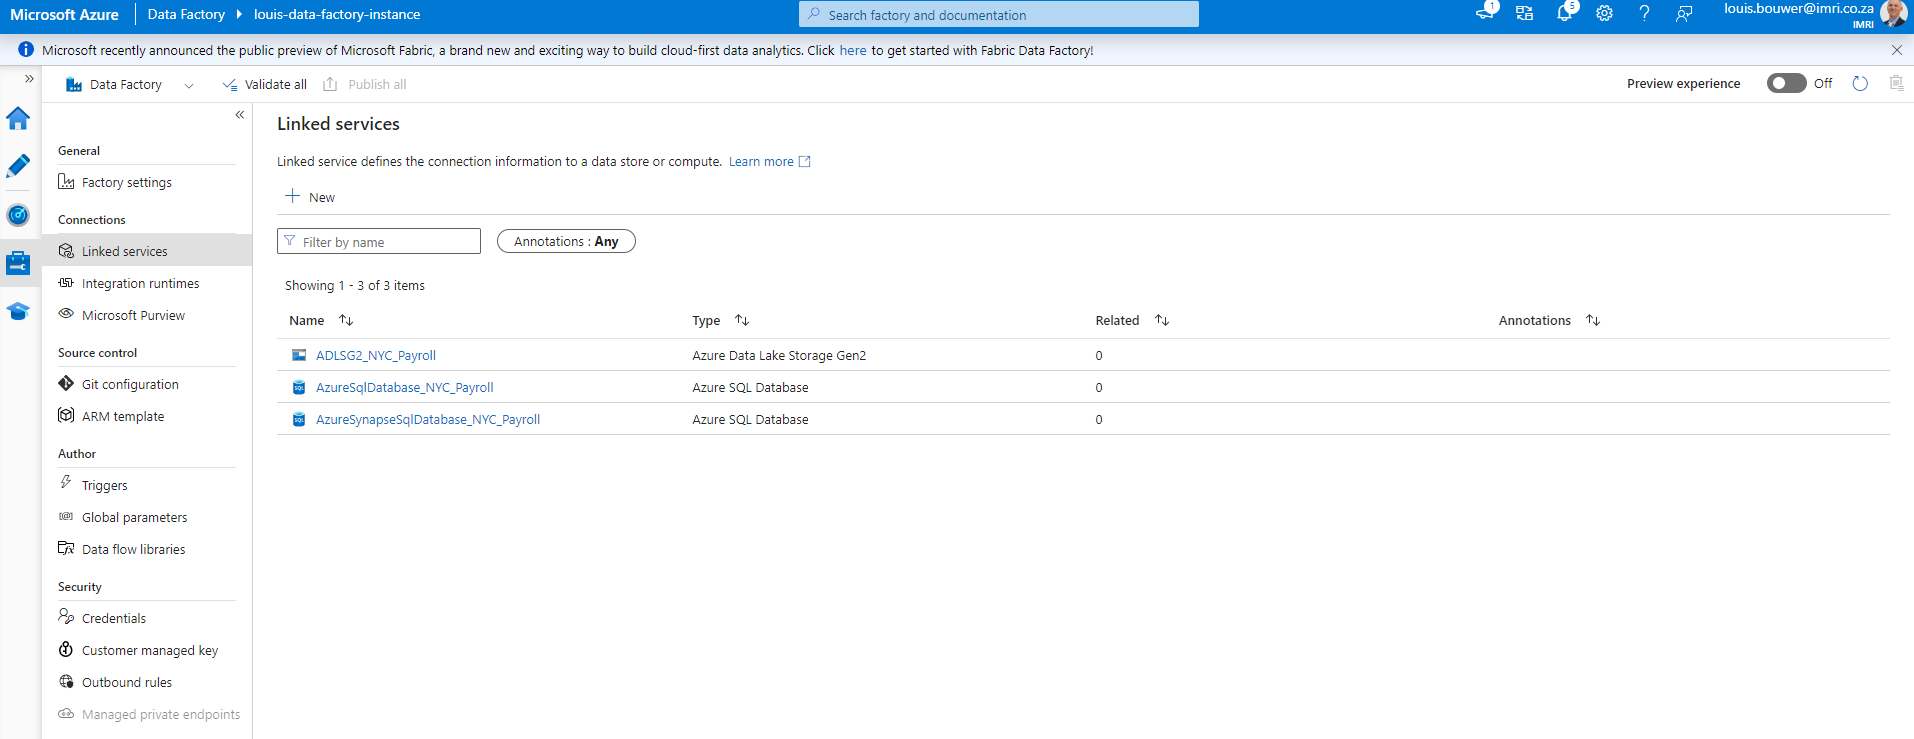 Microsoft Azure Data Factory louis-data-factory-instance Search factory and documentation 1 5 louis.bouwer@imri.co.za
IMRI
Microsoft recently announced the public preview of Microsoft Fabric, a brand new and exciting way to build cloud-first data analytics. Click here to get started with Fabric Data Factory!
Data Factory Validate all Publish all Preview experience Off
General
Factory settings
Connections
Linked services
Integration runtimes
Microsoft Purview
Source control
Git configuration
ARM template
Author
Triggers
Global parameters
Data flow libraries
Security
Credentials
Customer managed key
Outbound rules
Managed private endpoints
Linked services
Linked service defines the connection information to a data store or compute. Learn more
New
Filter by name Annotations : Any
Showing 1 - 3 of 3 items
Name Type Related Annotations
ADLSG2_NYC_Payroll Azure Data Lake Storage Gen2 0
AzureSqlDatabase_NYC_Payroll Azure SQL Database 0
AzureSynapseSqlDatabase_NYC_Payroll Azure SQL Database 0